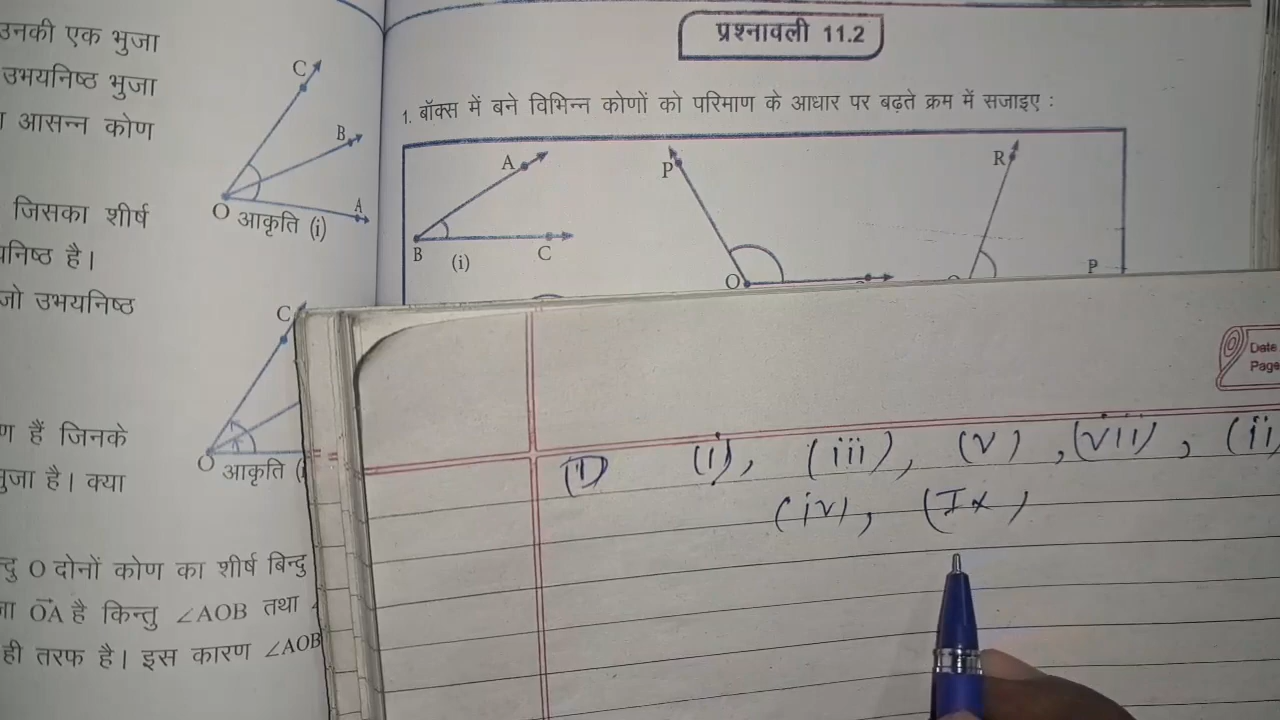 उनकी एक भुजा
उभयनिष्ठ भुजा
आसन्न कोण
C
B
A
O आकृति (i)
जिसका शीर्ष
है।
जो उभयनिष्ठ
C
O आकृति (
हैं जिनके
है। क्या
O दोनों कोण का शीर्ष बिन्दु
OA है किन्तु ∠AOB तथा
ही तरफ है। इस कारण ∠AOB
प्रश्नावली 11.2
1. बॉक्स में बने विभिन्न कोणों को परिमाण के आधार पर बढ़ते क्रम में सजाइए :
A
B
C
(i)
P
O
R
P
Date
Page
(1) (i), (iii), (v), (vii), (ii)
(iv), (Ix)